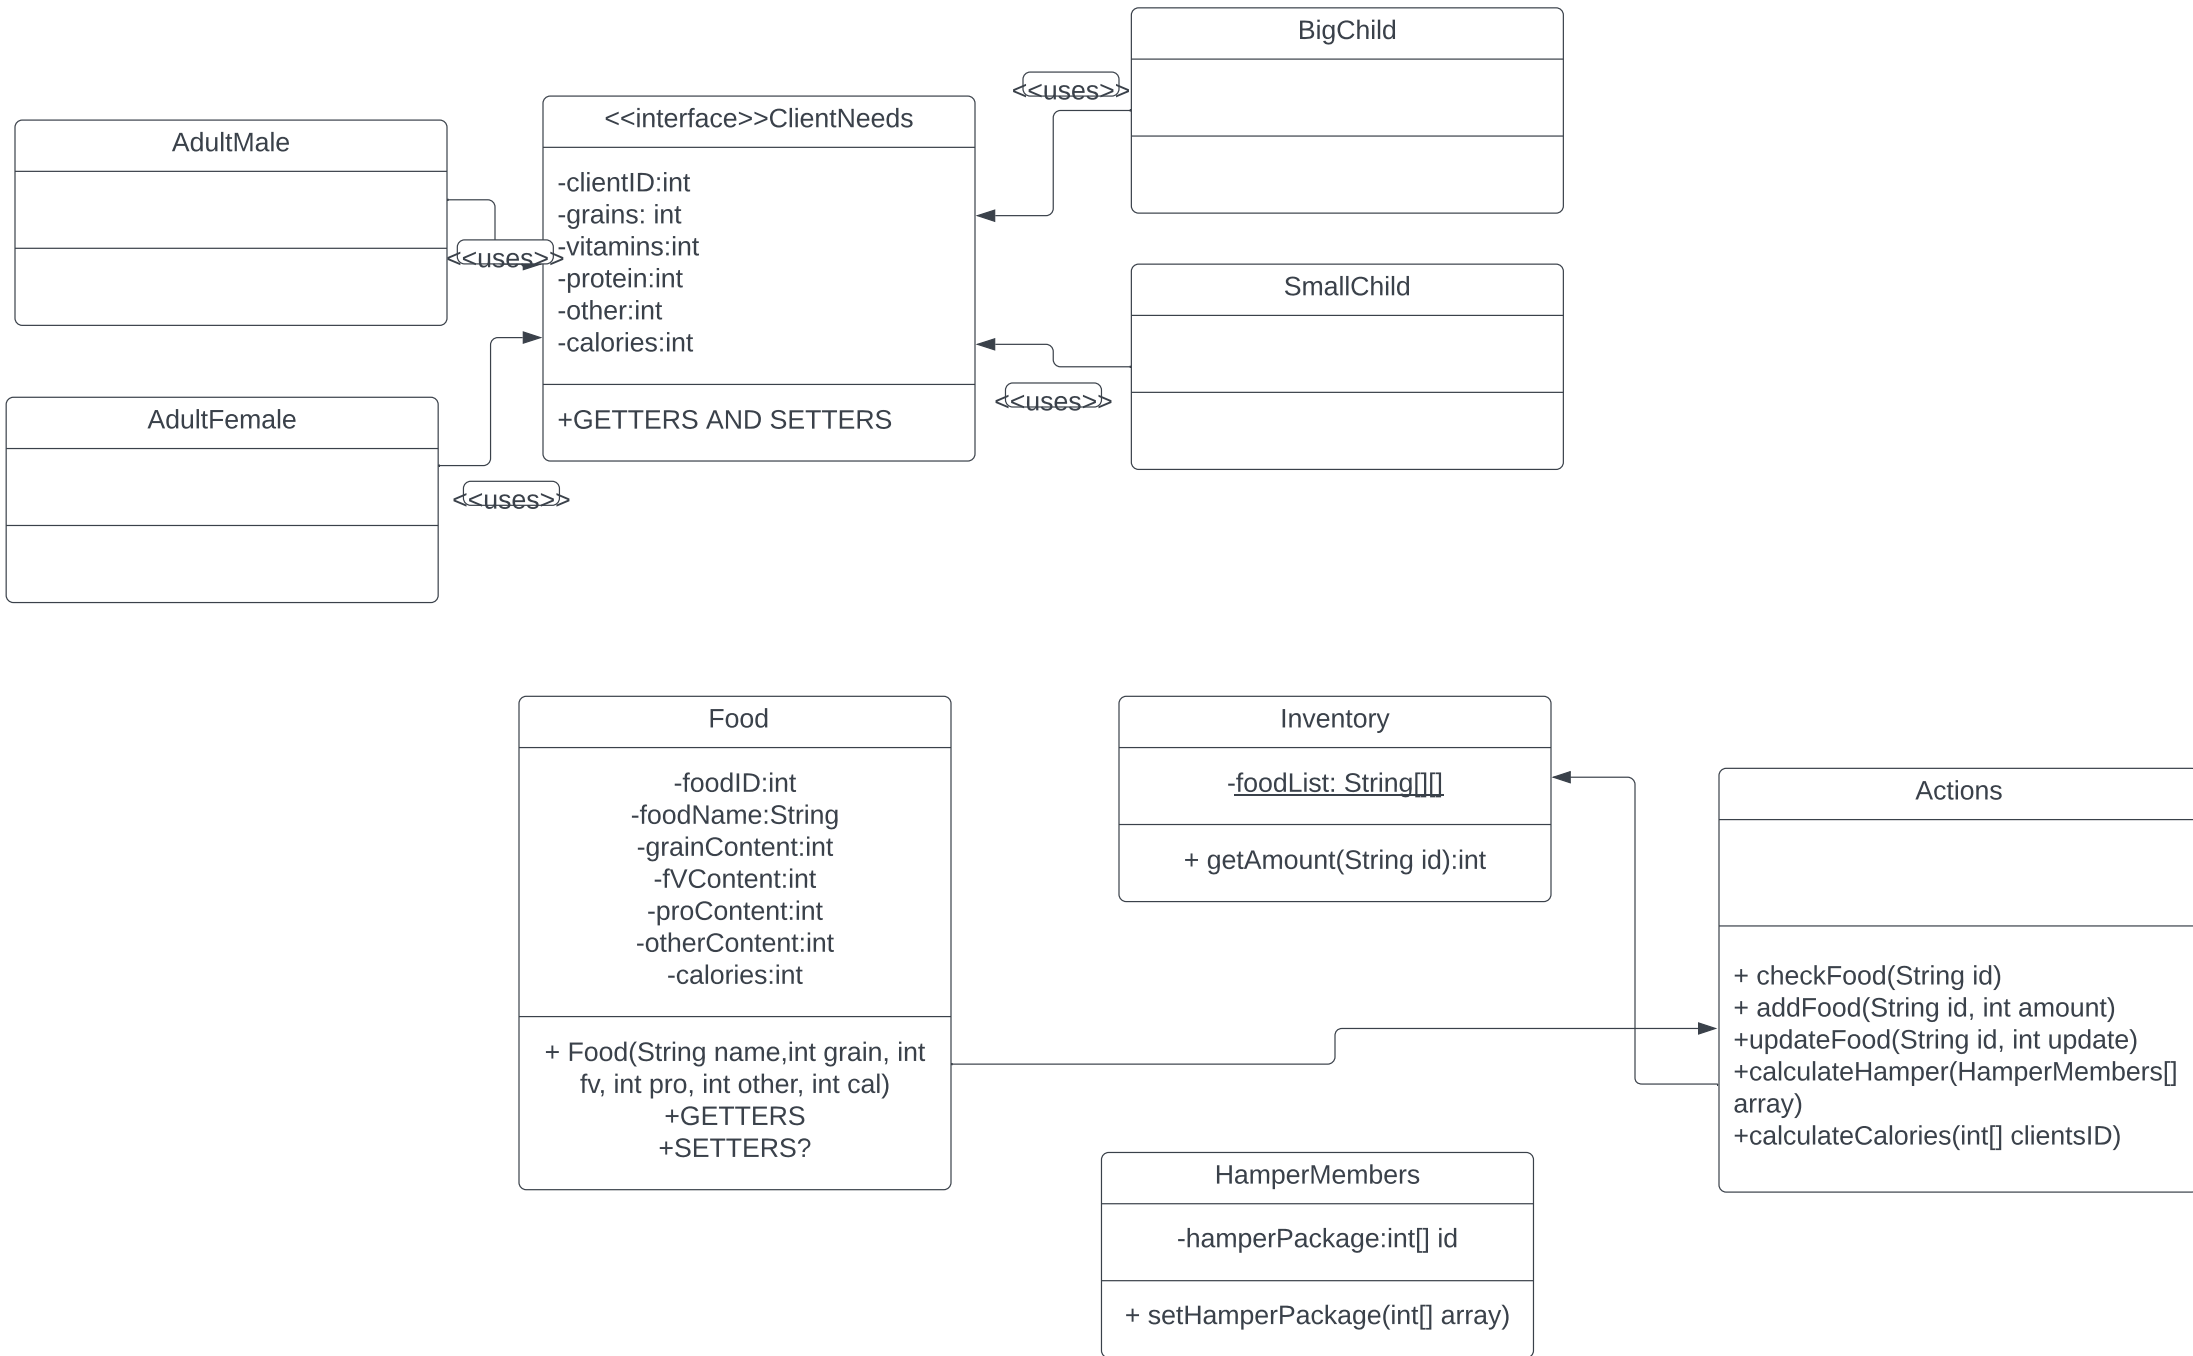 BigChild
<<uses>>
<<interface>>ClientNeeds
AdultMale
-clientID:int
-grains: int
-vitamins:int
-protein:int
-other:int
-calories:int
<<uses>>
SmallChild
<<uses>>
+GETTERS AND SETTERS
AdultFemale
<<uses>>
Food
-foodID:int
-foodName:String
-grainContent:int
-fVContent:int
-proContent:int
-otherContent:int
-calories:int
+ Food(String name,int grain, int
fv, int pro, int other, int cal)
+GETTERS
+SETTERS?
Inventory
-foodList: String[][]
+ getAmount(String id):int
Actions
+ checkFood(String id)
+ addFood(String id, int amount)
+updateFood(String id, int update)
+calculateHamper(HamperMembers[]
array)
+calculateCalories(int[] clientsID)
HamperMembers
-hamperPackage:int[] id
+ setHamperPackage(int[] array)